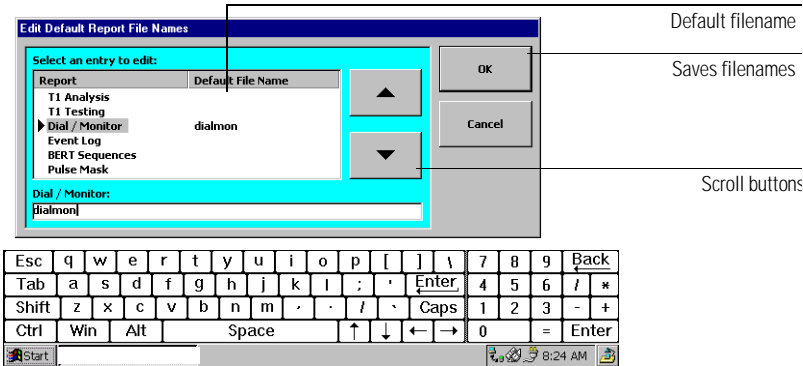 Default filename
Edit Default Report File Names
Saves filenames
Select an entry to edit:
Report Default File Name
T1 Analysis
T1 Testing
Dial / Monitor dialmon
Event Log
BERT Sequences
Pulse Mask
OK
Cancel
Scroll buttons
Dial / Monitor:
dialmon
Esc q w e r t y u i o p [ ] \ 7 8 9 Back
Tab a s d f g h j k l ; ' Enter 4 5 6 / *
Shift z x c v b n m , . / ` Caps 1 2 3 - +
Ctrl Win Alt Space ↑ ↓ ← → 0 = Enter
Start 8:24 AM